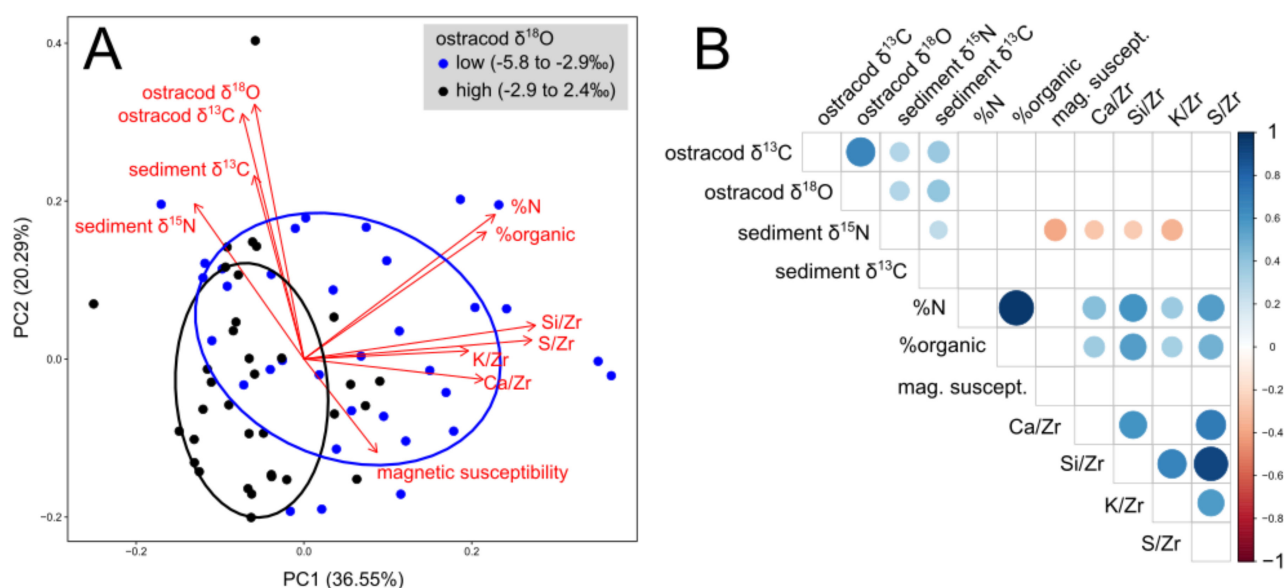 A
ostracod δ18O
low (-5.8 to -2.9‰)
high (-2.9 to 2.4‰)
ostracod δ18O
ostracod δ13C
sediment δ13C
sediment δ15N
%N
%organic
Si/Zr
S/Zr
K/Zr
Ca/Zr
magnetic susceptibility
PC2 (20.29%)
0.4
0.2
0.0
−0.2
−0.2
0.0
0.2
PC1 (36.55%)
B
ostracod δ13C
ostracod δ18O
sediment δ15N
sediment δ13C
%N
%organic
mag. suscept.
Ca/Zr
Si/Zr
K/Zr
S/Zr
ostracod δ13C
ostracod δ18O
sediment δ15N
sediment δ13C
%N
%organic
mag. suscept.
Ca/Zr
Si/Zr
K/Zr
S/Zr
1
0.8
0.6
0.4
0.2
0
−0.2
−0.4
−0.6
−0.8
−1